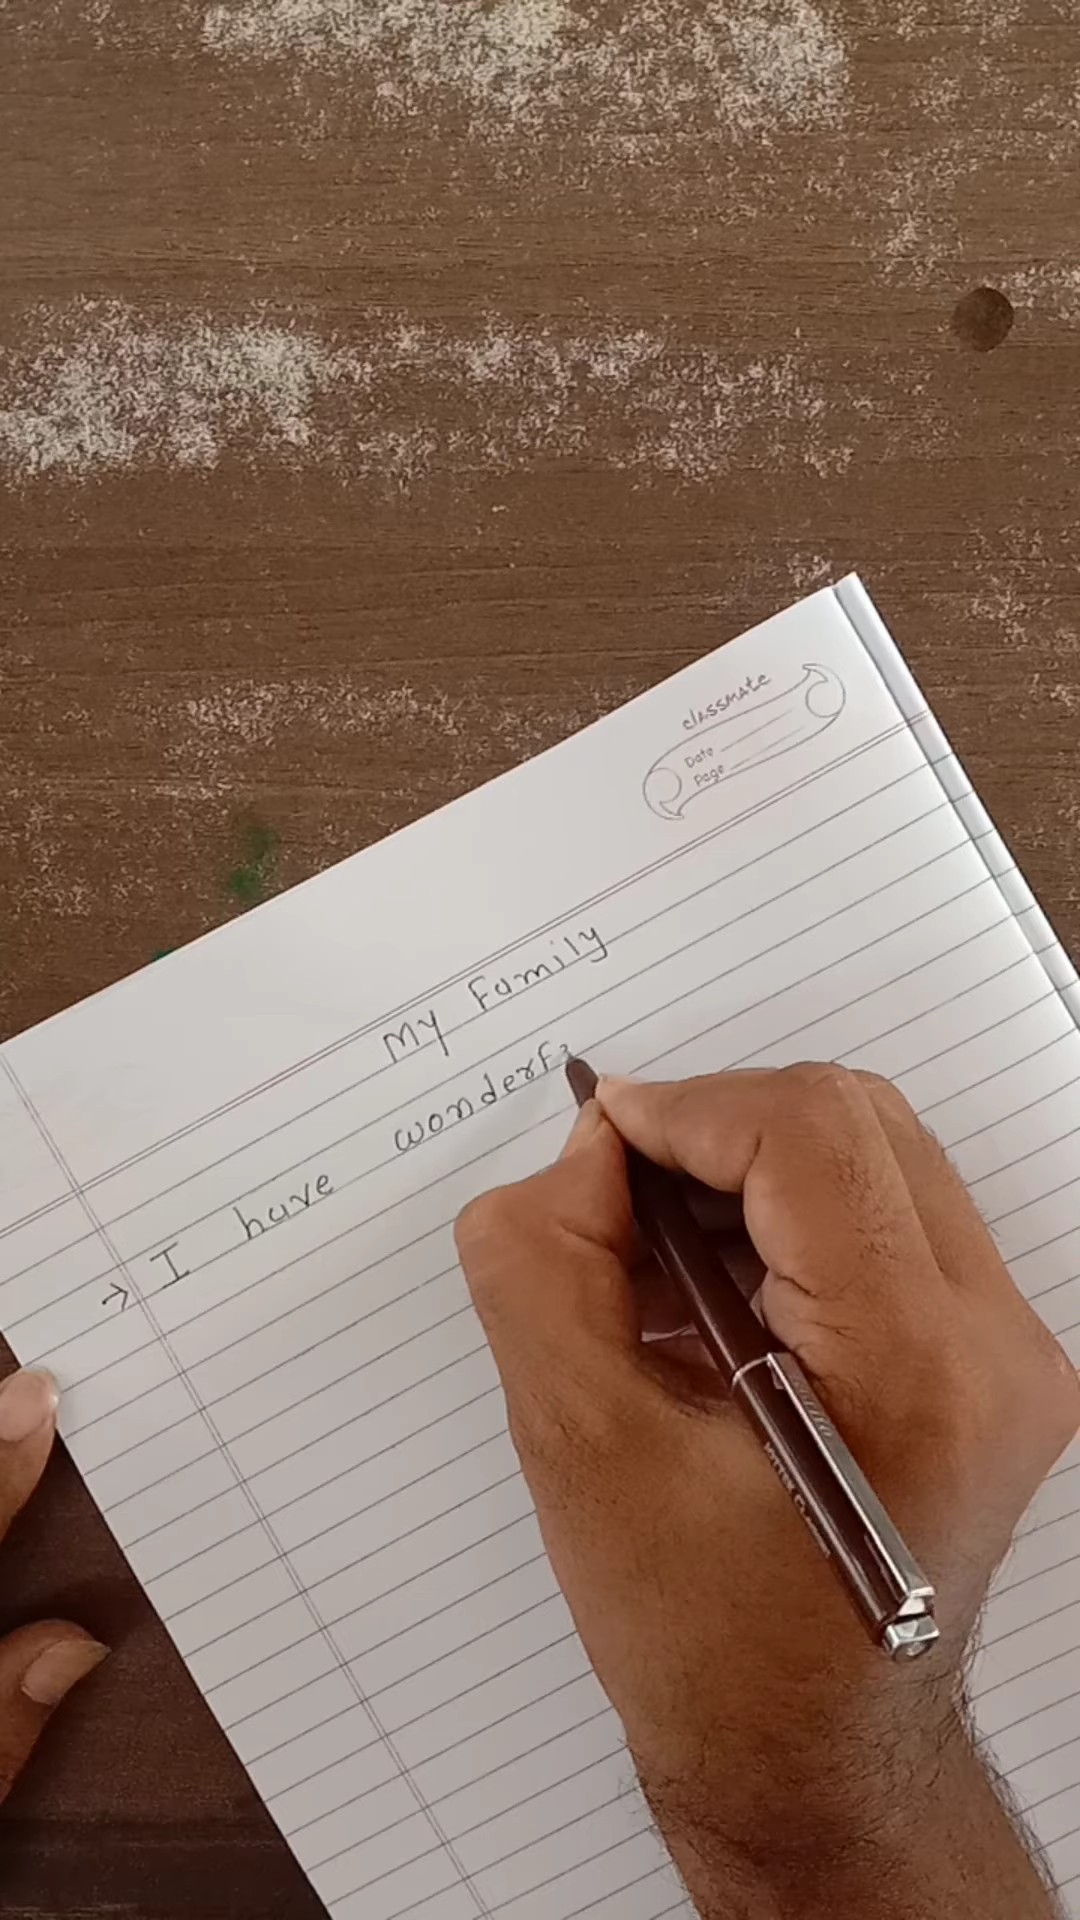 classmate
Date
Page
My Family
→ I have wonderf